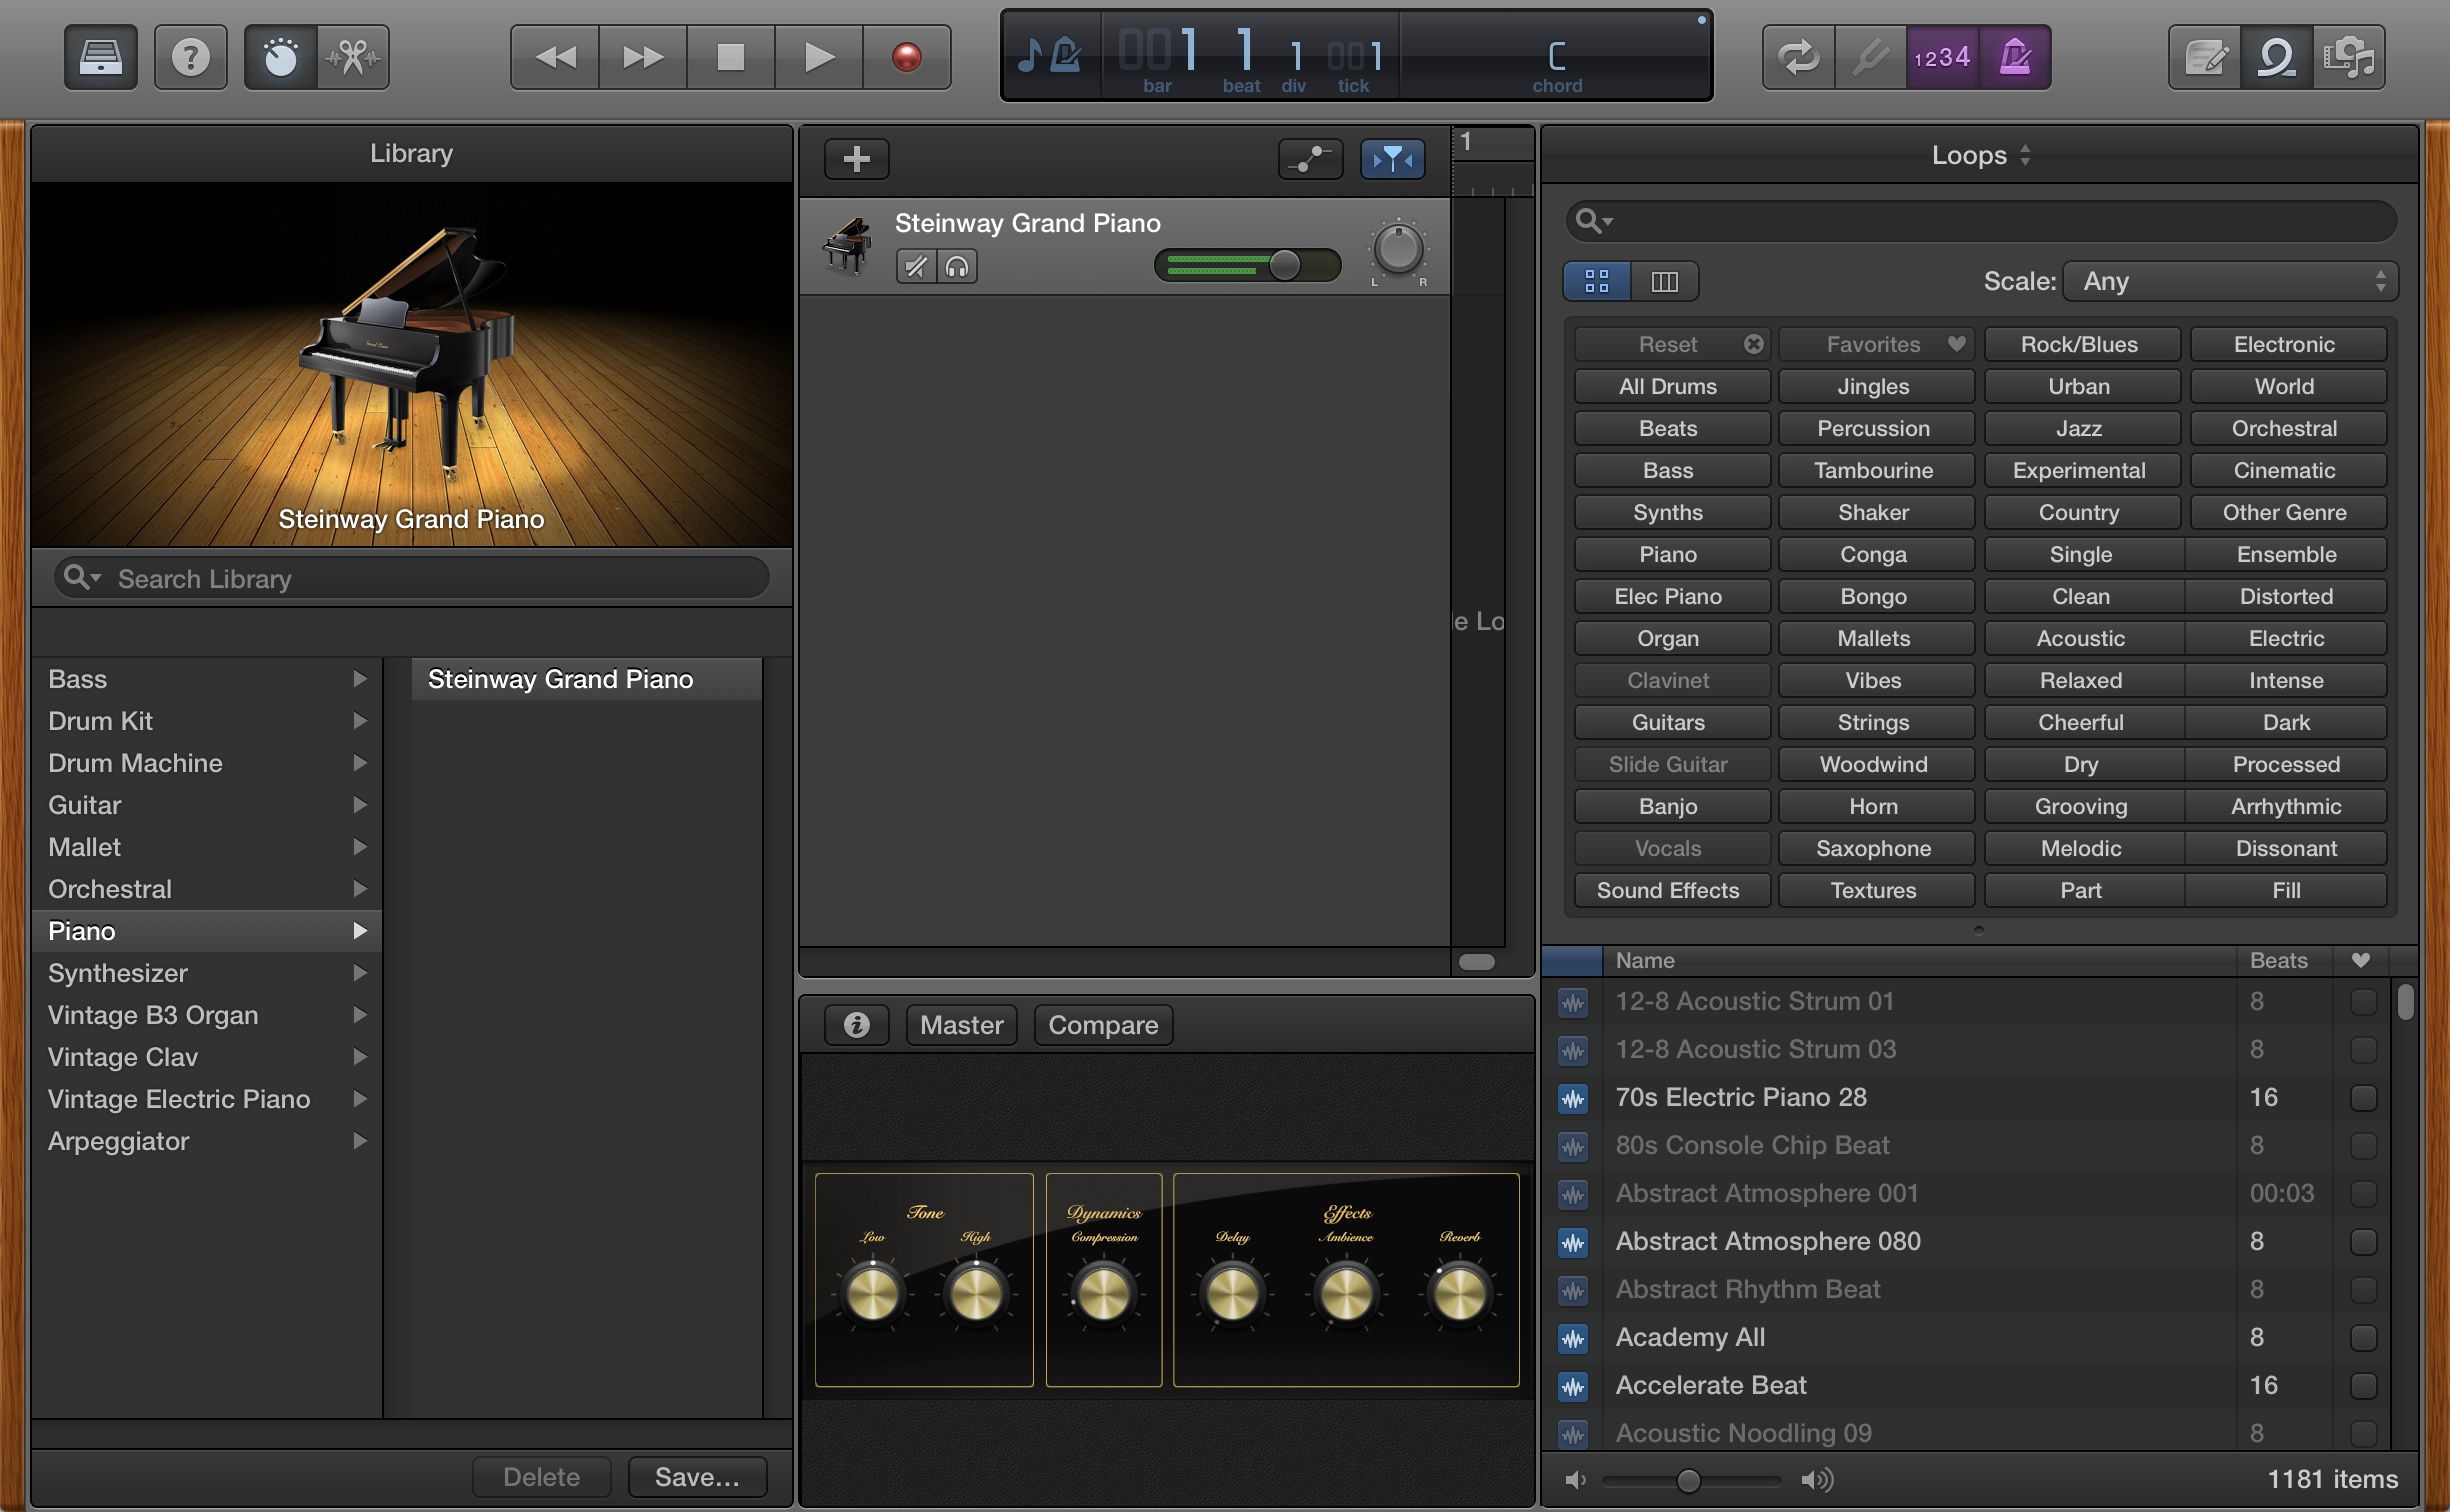 001 1 1 001 C
bar beat div tick chord
1234
Library
Steinway Grand Piano
Search Library
Bass
Drum Kit
Drum Machine
Guitar
Mallet
Orchestral
Piano
Synthesizer
Vintage B3 Organ
Vintage Clav
Vintage Electric Piano
Arpeggiator
Steinway Grand Piano
Delete Save...
1
Steinway Grand Piano
L R
e Lo
Master Compare
Tone
Low High
Dynamics
Compression
Effects
Delay Ambience Reverb
Loops
Scale: Any
Reset Favorites Rock/Blues Electronic
All Drums Jingles Urban World
Beats Percussion Jazz Orchestral
Bass Tambourine Experimental Cinematic
Synths Shaker Country Other Genre
Piano Conga Single Ensemble
Elec Piano Bongo Clean Distorted
Organ Mallets Acoustic Electric
Clavinet Vibes Relaxed Intense
Guitars Strings Cheerful Dark
Slide Guitar Woodwind Dry Processed
Banjo Horn Grooving Arrhythmic
Vocals Saxophone Melodic Dissonant
Sound Effects Textures Part Fill
Name Beats
12-8 Acoustic Strum 01 8
12-8 Acoustic Strum 03 8
70s Electric Piano 28 16
80s Console Chip Beat 8
Abstract Atmosphere 001 00:03
Abstract Atmosphere 080 8
Abstract Rhythm Beat 8
Academy All 8
Accelerate Beat 16
Acoustic Noodling 09 8
1181 items